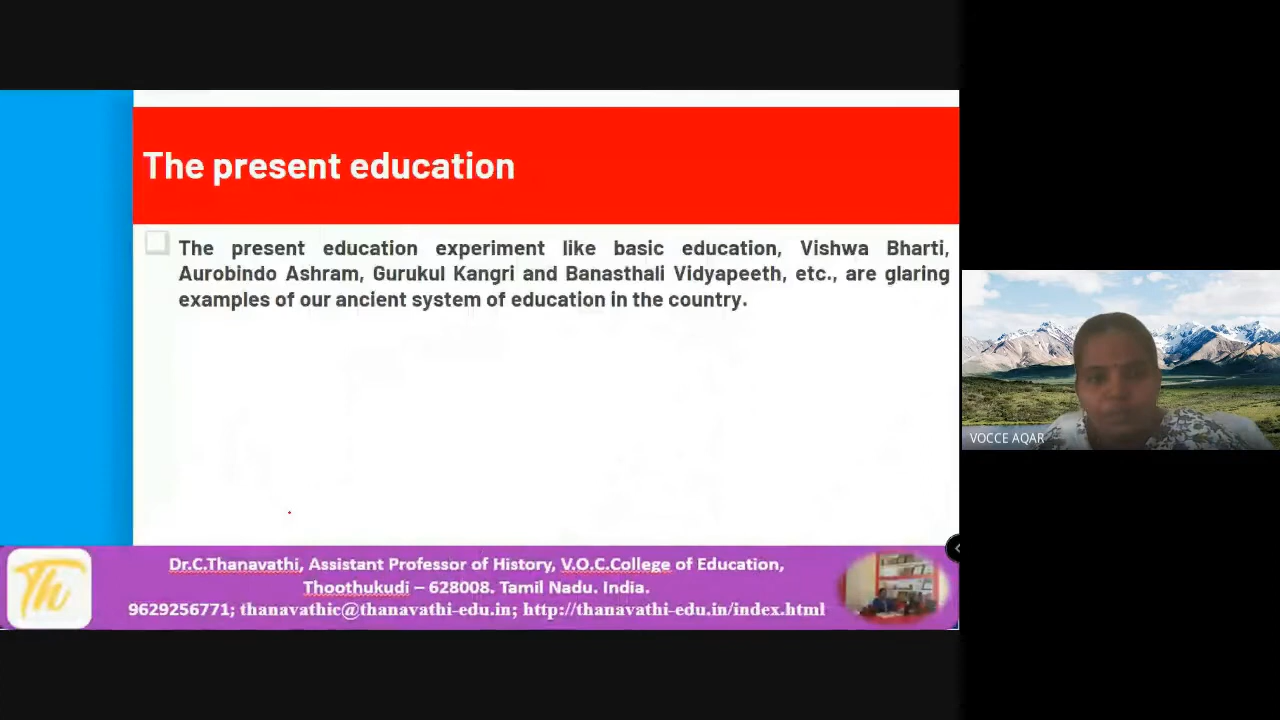 The present education
The present education experiment like basic education, Vishwa Bharti,
Aurobindo Ashram, Gurukul Kangri and Banasthali Vidyapeeth, etc., are glaring
examples of our ancient system of education in the country.
VOCCE AQAR
Th
Dr.C.Thanavathi, Assistant Professor of History, V.O.C.College of Education,
Thoothukudi – 628008. Tamil Nadu. India.
9629256771; thanavathic@thanavathi-edu.in; http://thanavathi-edu.in/index.html